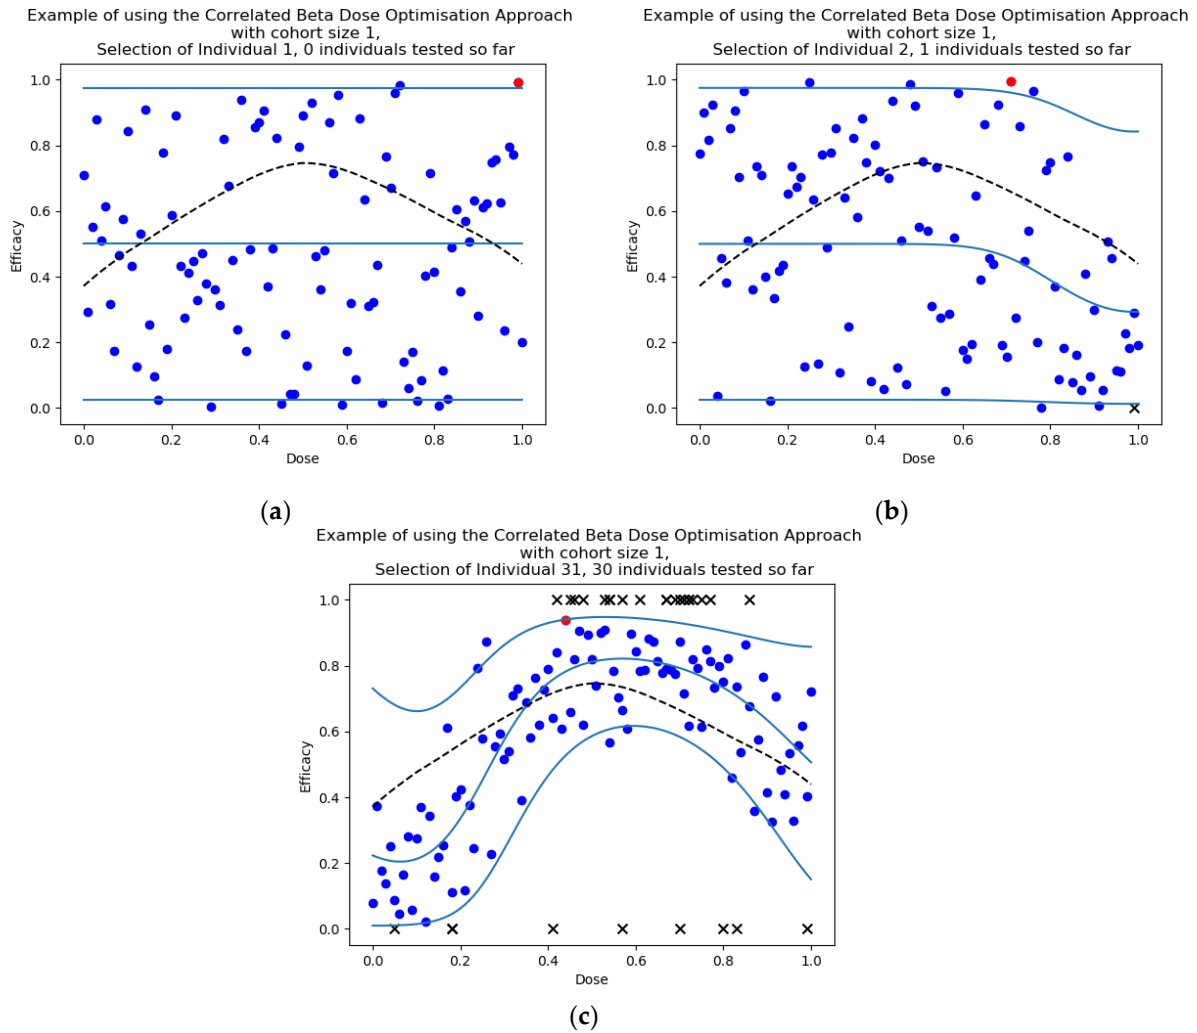 Example of using the Correlated Beta Dose Optimisation Approach
with cohort size 1,
Selection of Individual 1, 0 individuals tested so far
1.0
0.8
0.6
0.4
0.2
0.0
Efficacy
0.0 0.2 0.4 0.6 0.8 1.0
Dose
(a)
Example of using the Correlated Beta Dose Optimisation Approach
with cohort size 1,
Selection of Individual 2, 1 individuals tested so far
1.0
0.8
0.6
0.4
0.2
0.0
Efficacy
0.0 0.2 0.4 0.6 0.8 1.0
Dose
(b)
Example of using the Correlated Beta Dose Optimisation Approach
with cohort size 1,
Selection of Individual 31, 30 individuals tested so far
1.0
0.8
0.6
0.4
0.2
0.0
Efficacy
0.0 0.2 0.4 0.6 0.8 1.0
Dose
(c)